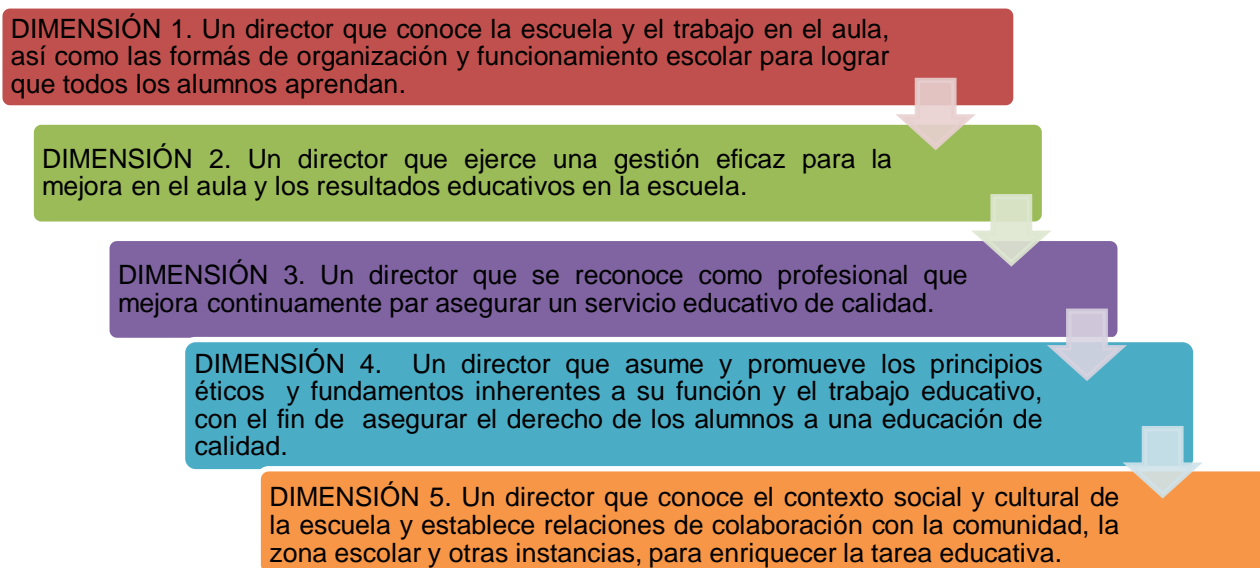 DIMENSIÓN 1. Un director que conoce la escuela y el trabajo en el aula,
así como las formás de organización y funcionamiento escolar para lograr
que todos los alumnos aprendan.
DIMENSIÓN 2. Un director que ejerce una gestión eficaz para la
mejora en el aula y los resultados educativos en la escuela.
DIMENSIÓN 3. Un director que se reconoce como profesional que
mejora continuamente par asegurar un servicio educativo de calidad.
DIMENSIÓN 4. Un director que asume y promueve los principios
éticos y fundamentos inherentes a su función y el trabajo educativo,
con el fin de asegurar el derecho de los alumnos a una educación de
calidad.
DIMENSIÓN 5. Un director que conoce el contexto social y cultural de
la escuela y establece relaciones de colaboración con la comunidad, la
zona escolar y otras instancias, para enriquecer la tarea educativa.